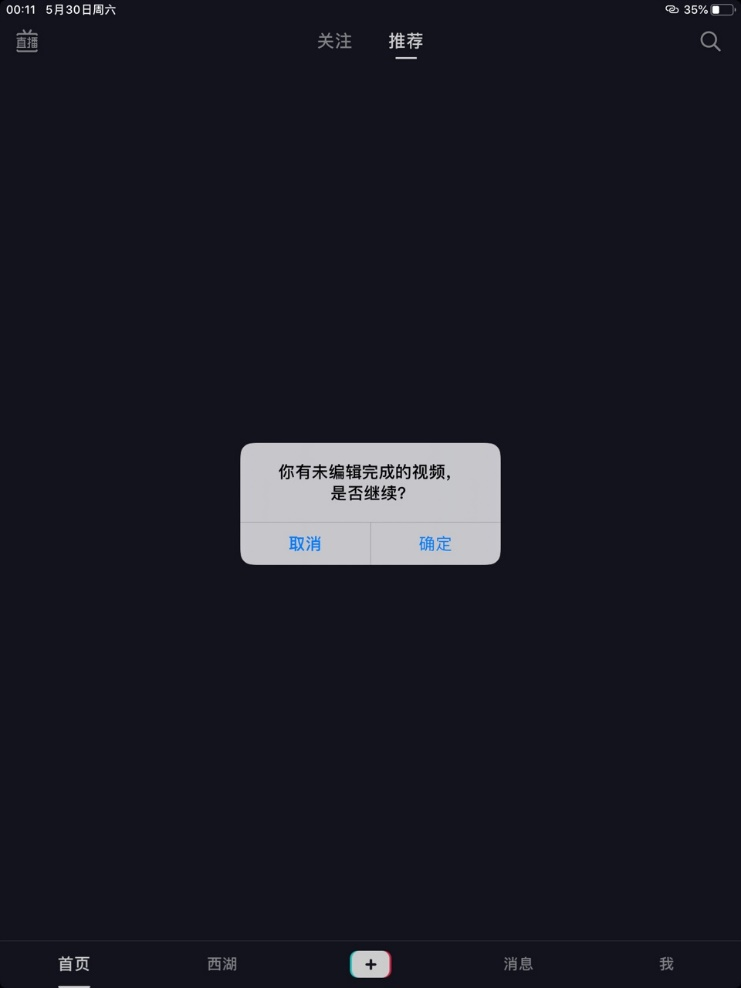 00:11 5月30日周六 35%
直播 关注 推荐
你有未编辑完成的视频，
是否继续？
取消 确定
首页 西湖 + 消息 我